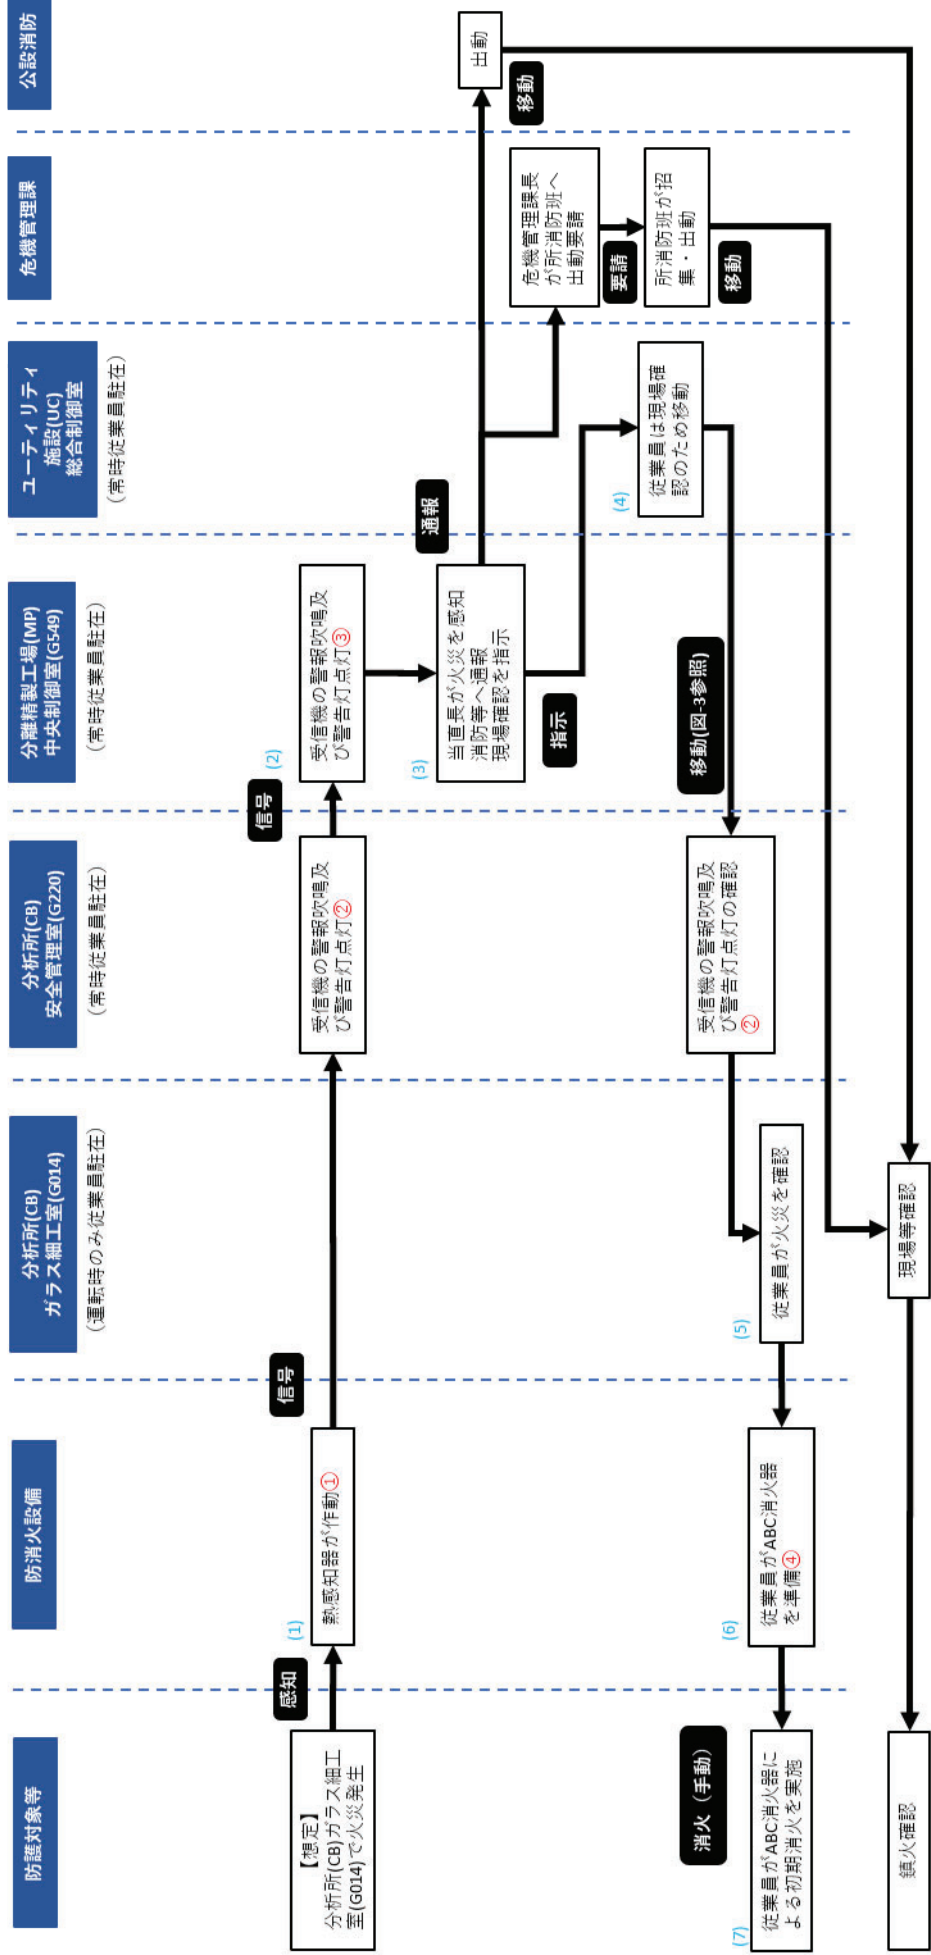 防護対象等
防消火設備
分析所(CB)
ガラス細工室(G014)
(運転時のみ従業員駐在)
分析所(CB)
安全管理室(G220)
(常時従業員駐在)
分離精製工場(MP)
中央制御室(G549)
(常時従業員駐在)
ユーティリティ
施設(UC)
総合制御室
(常時従業員駐在)
危機管理課
公設消防
【想定】
分析所(CB)ガラス細工
室(G014)で火災発生
感知
(1)
熱感知器が作動①
信号
受信機の警報吹鳴及
び警告灯点灯②
信号
(2)
受信機の警報吹鳴及
び警告灯点灯③
(3)
当直長が火災を感知
消防等へ通報
現場確認を指示
通報
指示
出動
移動
危機管理課長
が所消防班へ
出動要請
要請
所消防班が招
集・出動
移動
(4)
従業員は現場確
認のため移動
移動(図-3参照)
受信機の警報吹鳴及
び警告灯点灯の確認
②
(5)
従業員が火災を確認
(6)
従業員がABC消火器
を準備④
消火（手動）
(7)
従業員がABC消火器に
よる初期消火を実施
現場等確認
鎮火確認